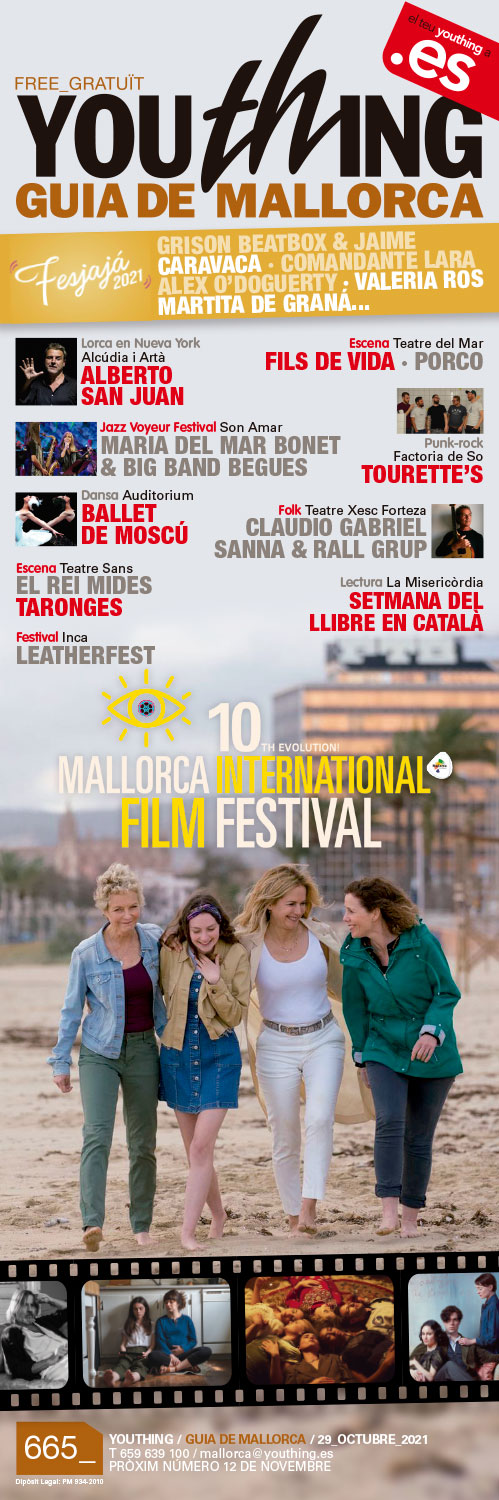 el teu youthing a
.es
FREE_GRATUÏT
YOUthING
GUIA DE MALLORCA
Fesjajá
2021
GRISON BEATBOX & JAIME
CARAVACA · COMANDANTE LARA
ALEX O'DOGUERTY · VALERIA ROS
MARTITA DE GRANÁ...
Lorca en Nueva York
Alcúdia i Artà
ALBERTO
SAN JUAN
Escena Teatre del Mar
FILS DE VIDA · PORCO
Jazz Voyeur Festival Son Amar
MARIA DEL MAR BONET
& BIG BAND BEGUES
Punk-rock
Factoria de So
TOURETTE'S
Dansa Auditorium
BALLET
DE MOSCÚ
Folk Teatre Xesc Forteza
CLAUDIO GABRIEL
SANNA & RALL GRUP
Escena Teatre Sans
EL REI MIDES
TARONGES
Lectura La Misericòrdia
SETMANA DEL
LLIBRE EN CATALÀ
Festival Inca
LEATHERFEST
10
TH EVOLUTION!
MALLORCA INTERNATIONAL
FILM FESTIVAL
665_
Dipòsit Legal: PM 934-2010
YOUTHING / GUIA DE MALLORCA / 29_OCTUBRE_2021
T 659 639 100 / mallorca@youthing.es
PRÒXIM NÚMERO 12 DE NOVEMBRE